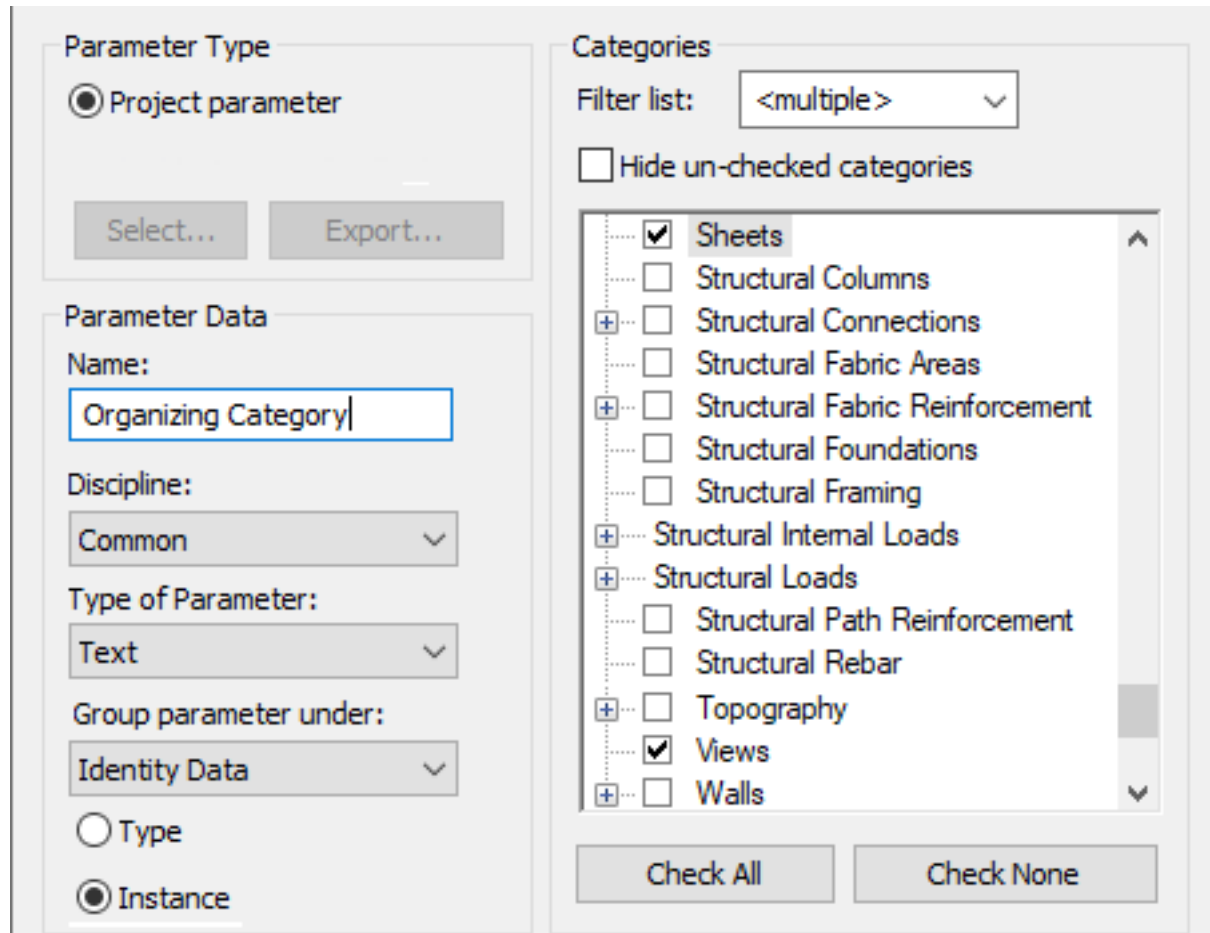 Parameter Type
Project parameter
Select...
Export...
Parameter Data
Name:
Organizing Category
Discipline:
Common
Type of Parameter:
Text
Group parameter under:
Identity Data
Type
Instance
Categories
Filter list:
<multiple>
Hide un-checked categories
Sheets
Structural Columns
Structural Connections
Structural Fabric Areas
Structural Fabric Reinforcement
Structural Foundations
Structural Framing
Structural Internal Loads
Structural Loads
Structural Path Reinforcement
Structural Rebar
Topography
Views
Walls
Check All
Check None